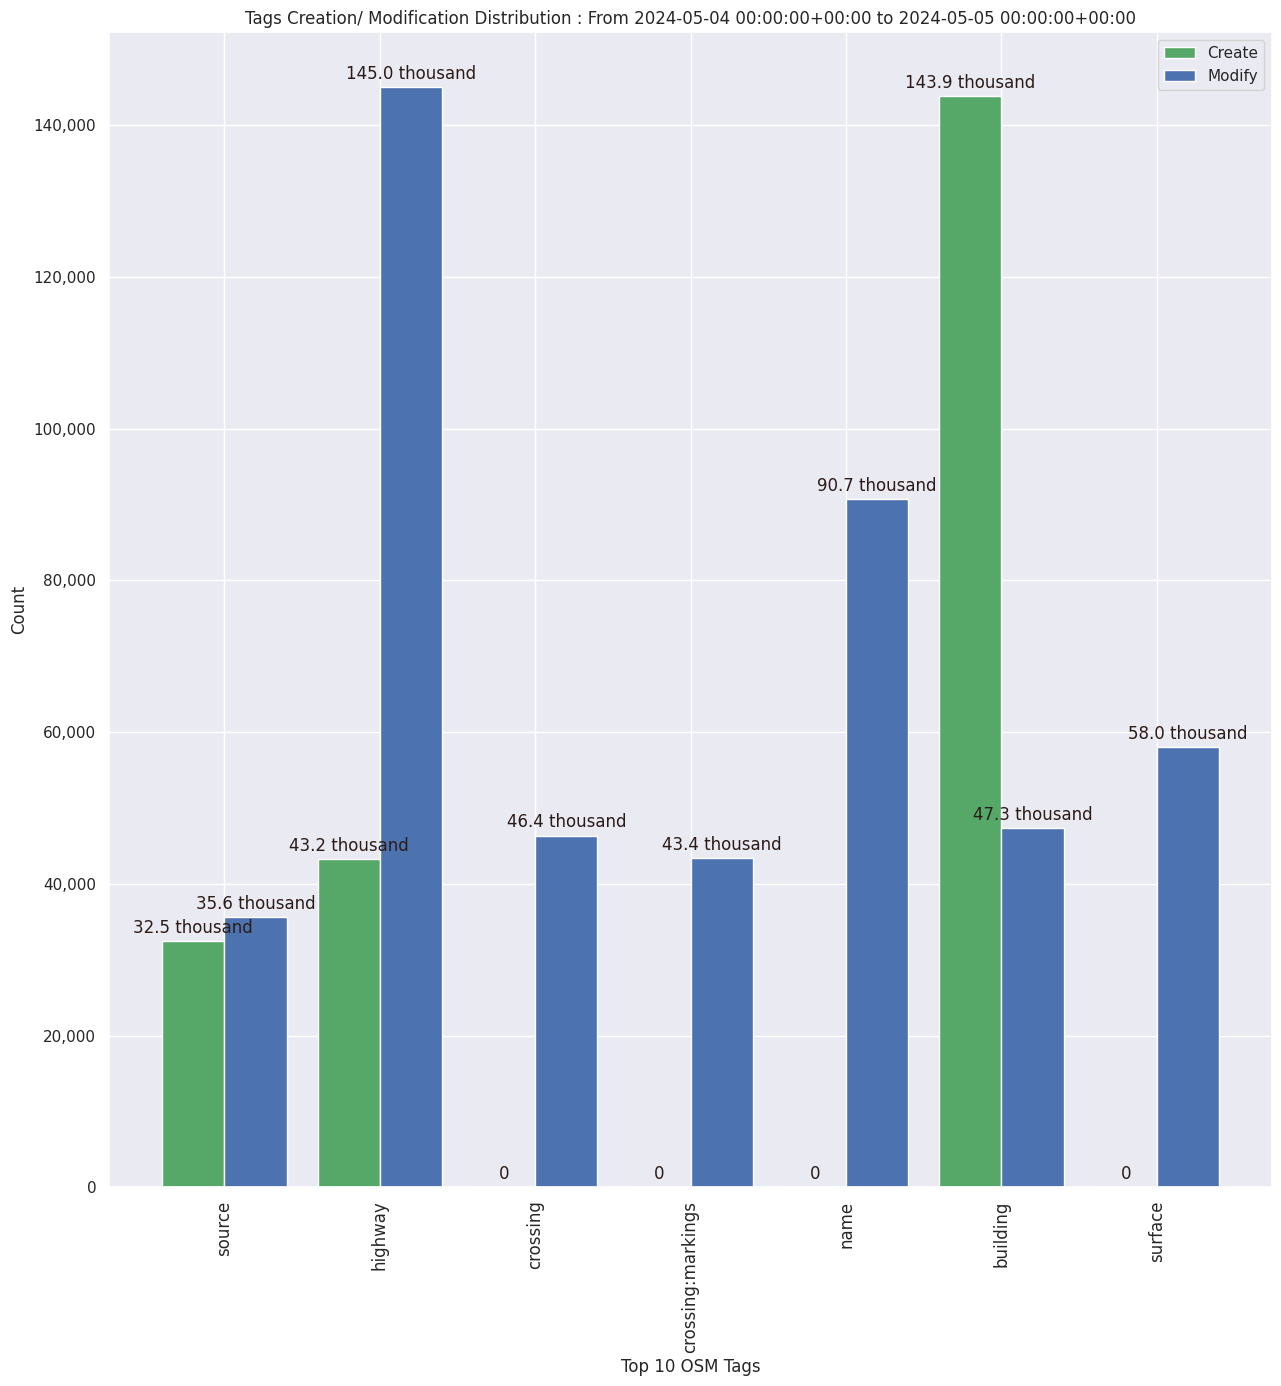 Tags Creation/ Modification Distribution : From 2024-05-04 00:00:00+00:00 to 2024-05-05 00:00:00+00:00
Create
Modify
145.0 thousand
143.9 thousand
90.7 thousand
58.0 thousand
47.3 thousand
46.4 thousand
43.2 thousand
43.4 thousand
35.6 thousand
32.5 thousand
0
0
0
0
140,000
120,000
100,000
80,000
60,000
40,000
20,000
0
Count
source
highway
crossing
crossing:markings
name
building
surface
Top 10 OSM Tags